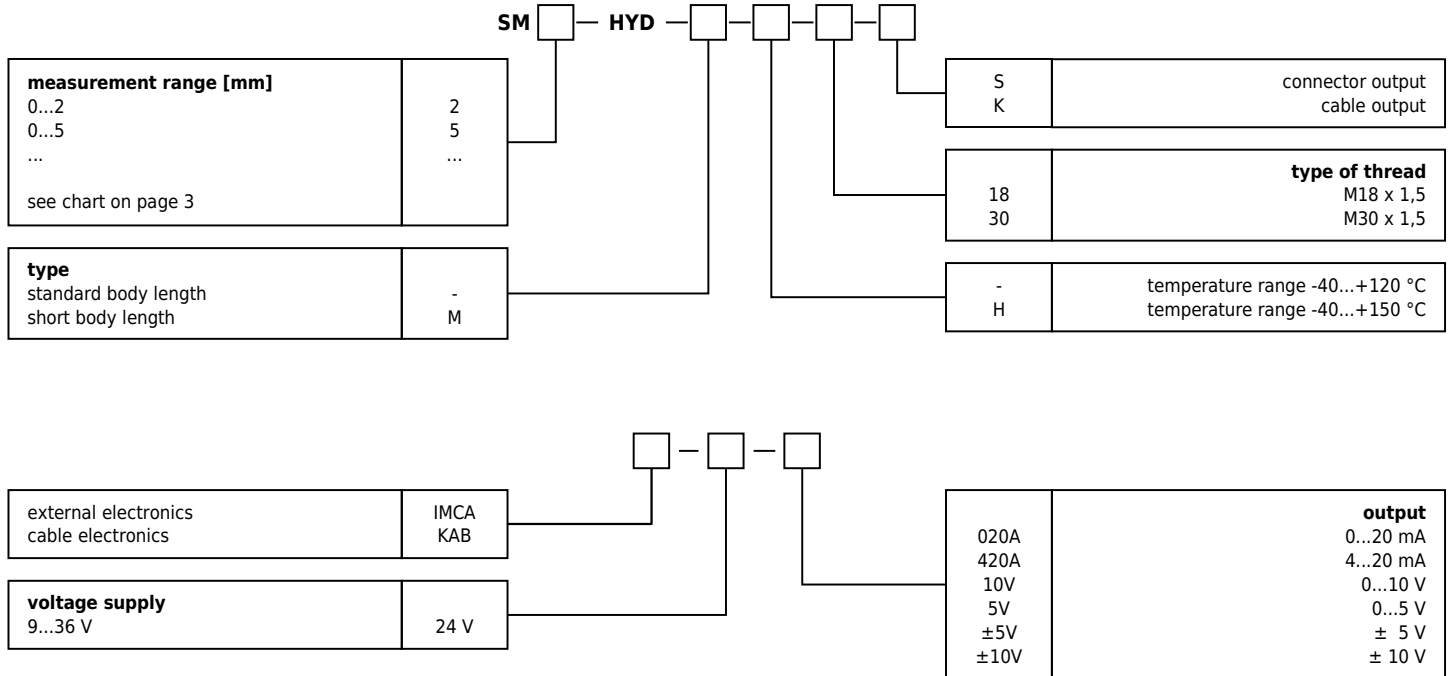 SM — HYD — — — —
measurement range [mm]
0...2 2
0...5 5
... ...
see chart on page 3
type
standard body length -
short body length M
S connector output
K cable output
type of thread
18 M18 x 1,5
30 M30 x 1,5
- temperature range -40...+120 °C
H temperature range -40...+150 °C
— —
external electronics IMCA
cable electronics KAB
voltage supply
9...36 V 24 V
output
020A 0...20 mA
420A 4...20 mA
10V 0...10 V
5V 0...5 V
±5V ± 5 V
±10V ± 10 V